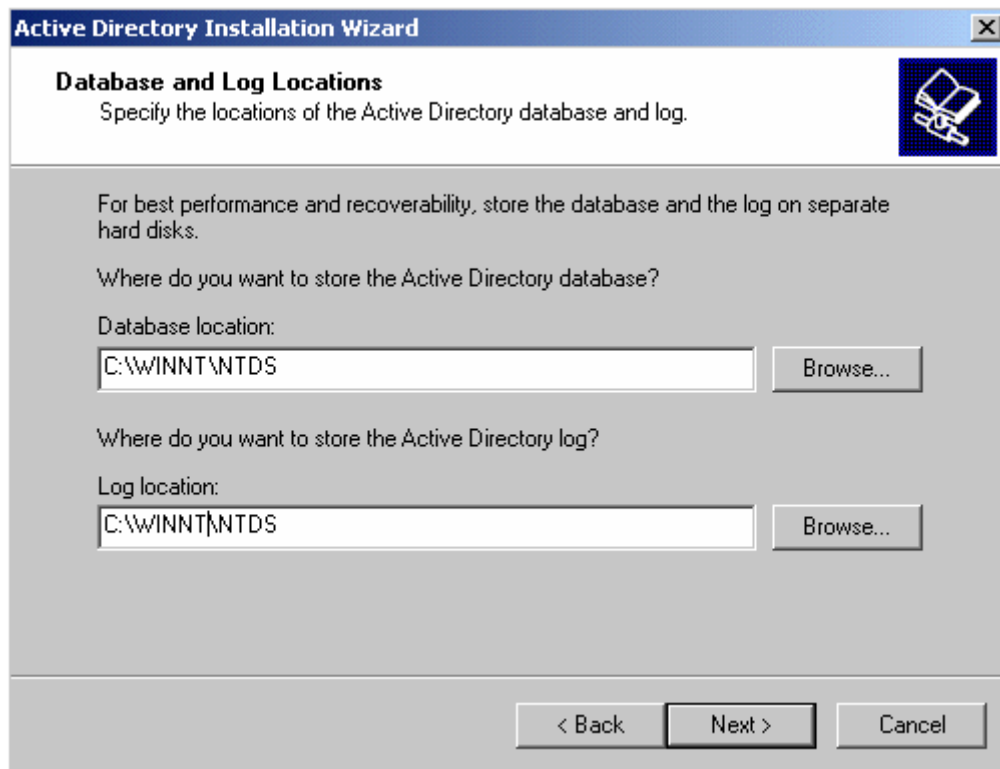 Active Directory Installation Wizard
Database and Log Locations
Specify the locations of the Active Directory database and log.
For best performance and recoverability, store the database and the log on separate
hard disks.
Where do you want to store the Active Directory database?
Database location:
C:\WINNT\NTDS
Browse...
Where do you want to store the Active Directory log?
Log location:
C:\WINNT\NTDS
Browse...
< Back
Next >
Cancel